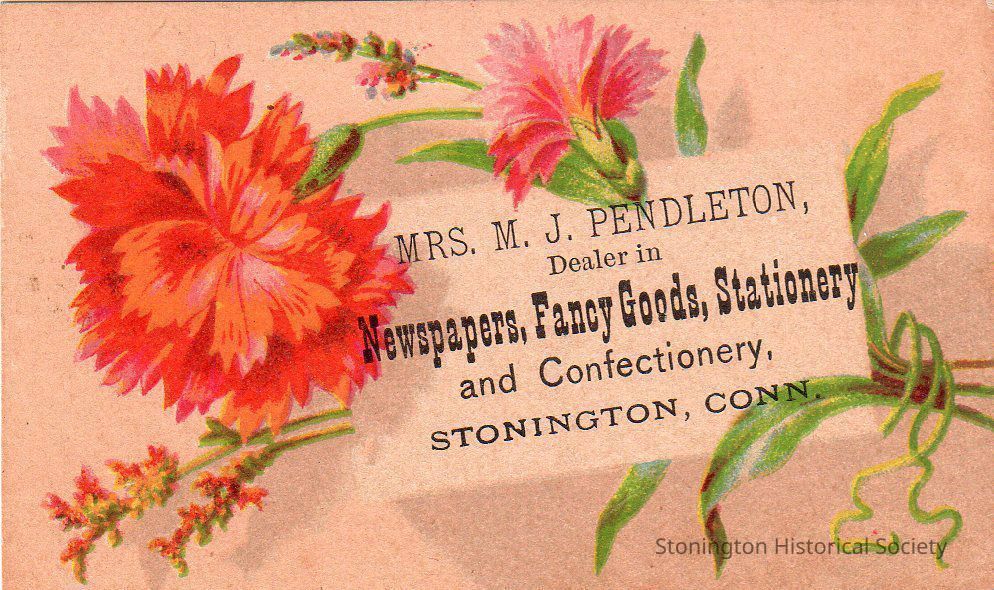 MRS. M. J. PENDLETON,
Dealer in
Newspapers, Fancy Goods, Stationery
and Confectionery,
STONINGTON, CONN.
Stonington Historical Society